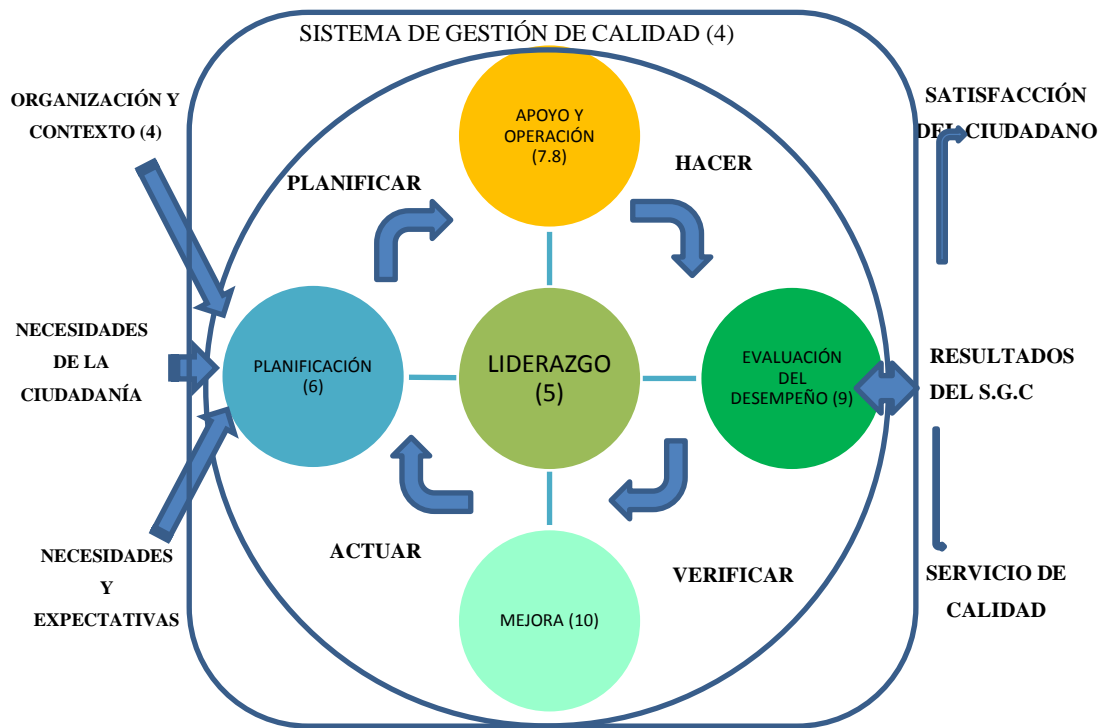 SISTEMA DE GESTIÓN DE CALIDAD (4)
ORGANIZACIÓN Y
CONTEXTO (4)
NECESIDADES
DE LA
CIUDADANÍA
NECESIDADES
Y
EXPECTATIVAS
PLANIFICAR
APOYO Y
OPERACIÓN
(7.8)
HACER
PLANIFICACIÓN
(6)
LIDERAZGO
(5)
EVALUACIÓN
DEL
DESEMPEÑO (9)
ACTUAR
MEJORA (10)
VERIFICAR
SATISFACCIÓN
DEL CIUDADANO
RESULTADOS
DEL S.G.C
SERVICIO DE
CALIDAD